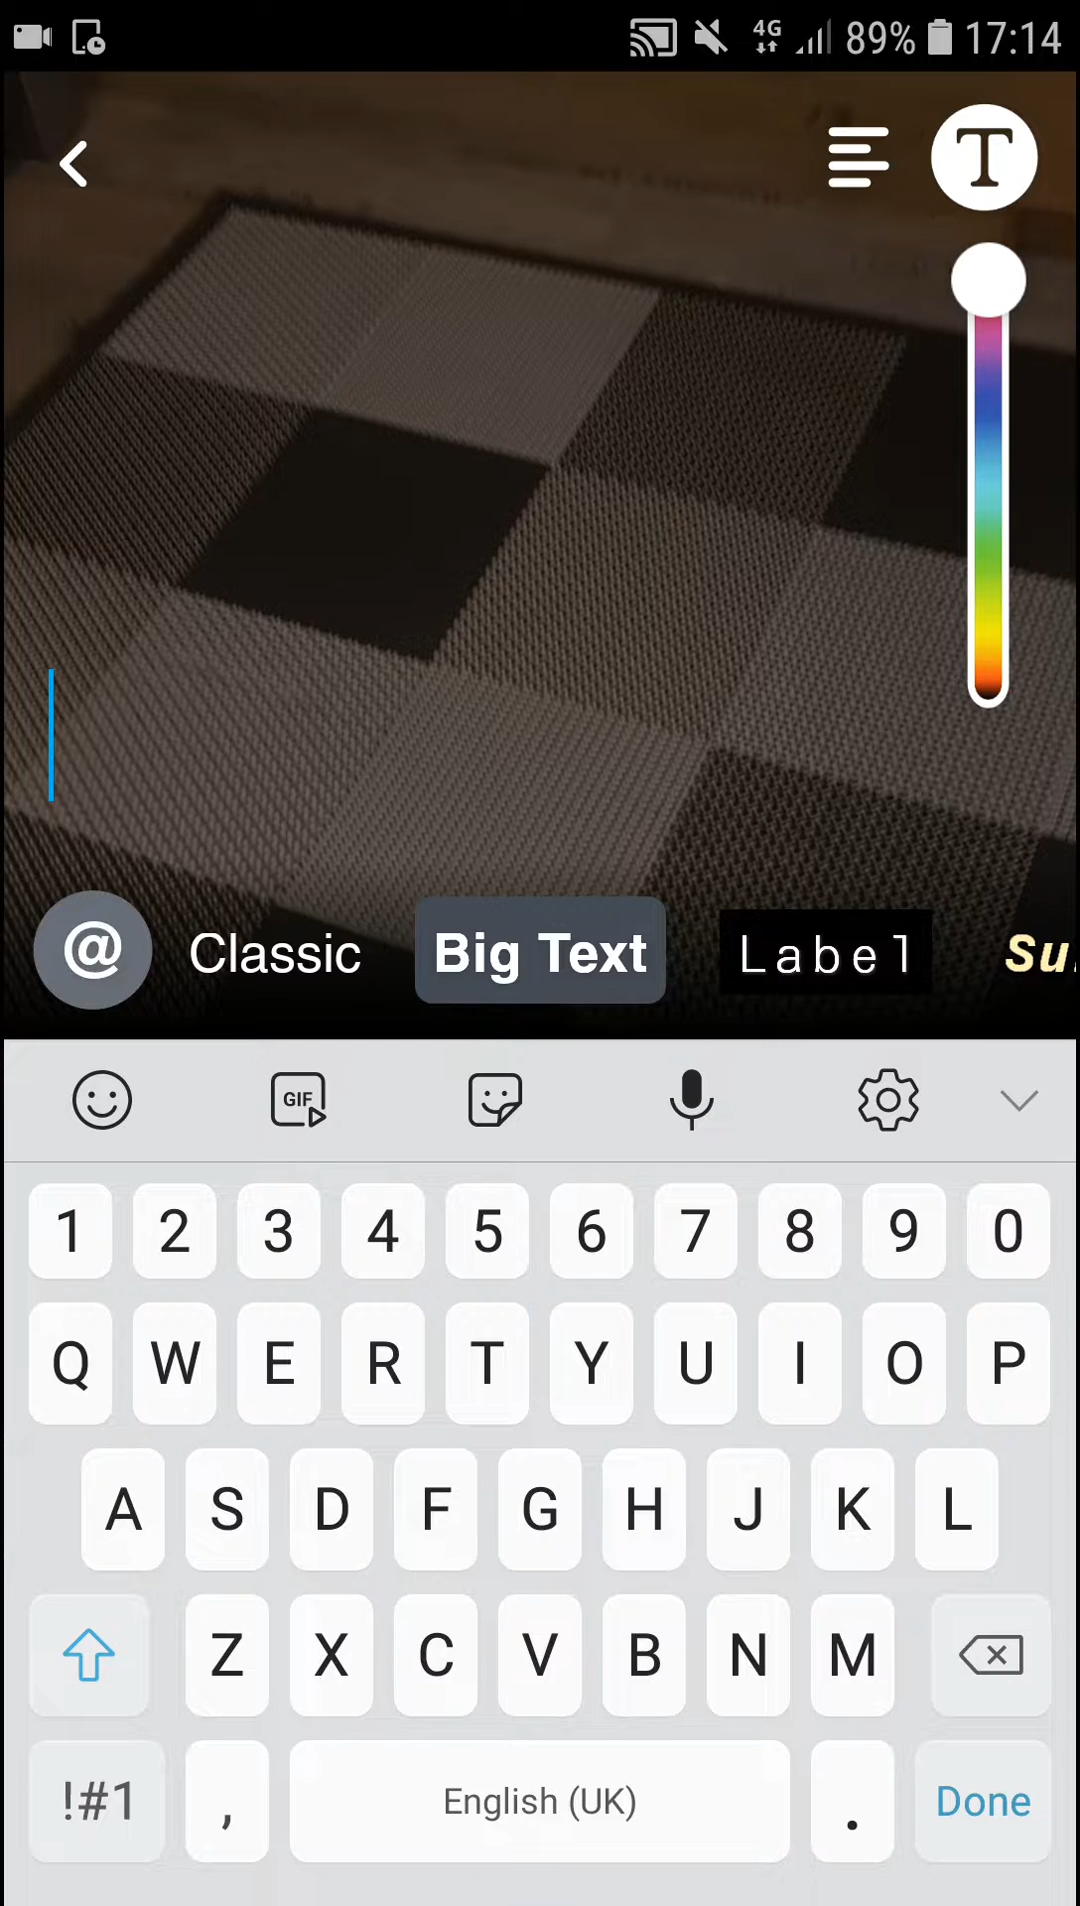 4G 89% 17:14
T
@ Classic Big Text Label Su
GIF
1 2 3 4 5 6 7 8 9 0
Q W E R T Y U I O P
A S D F G H J K L
Z X C V B N M
!#1 , English (UK) . Done